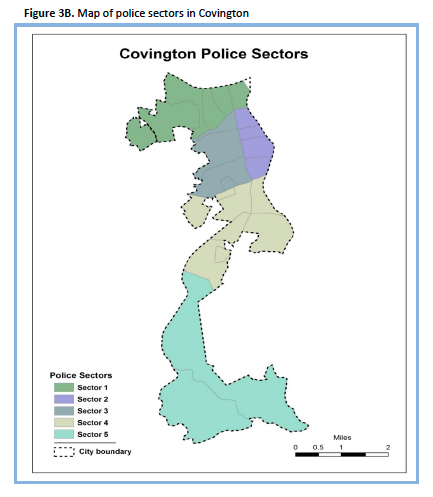 Figure 3B. Map of police sectors in Covington
Covington Police Sectors
Police Sectors
Sector 1
Sector 2
Sector 3
Sector 4
Sector 5
City boundary
Miles
0 0.5 1 2